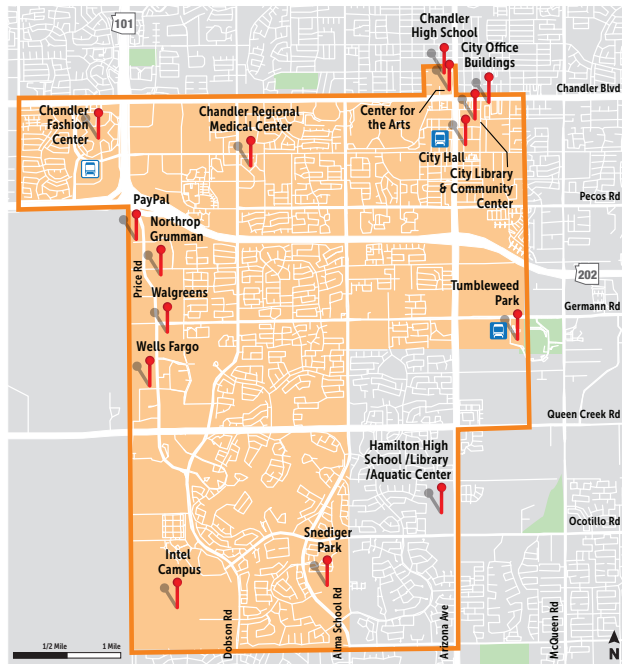 101
Chandler
High School
City Office
Buildings
Chandler Blvd
Chandler
Fashion
Center
Chandler Regional
Medical Center
Center for
the Arts
City Hall
City Library
& Community
Center
Pecos Rd
PayPal
Northrop
Grumman
Price Rd
202
Walgreens
Tumbleweed
Park
Germann Rd
Wells Fargo
Queen Creek Rd
Hamilton High
School /Library
/Aquatic Center
Ocotillo Rd
Snediger
Park
Intel
Campus
Dobson Rd
Alma School Rd
Arizona Ave
McQueen Rd
1/2 Mile
1 Mile
N